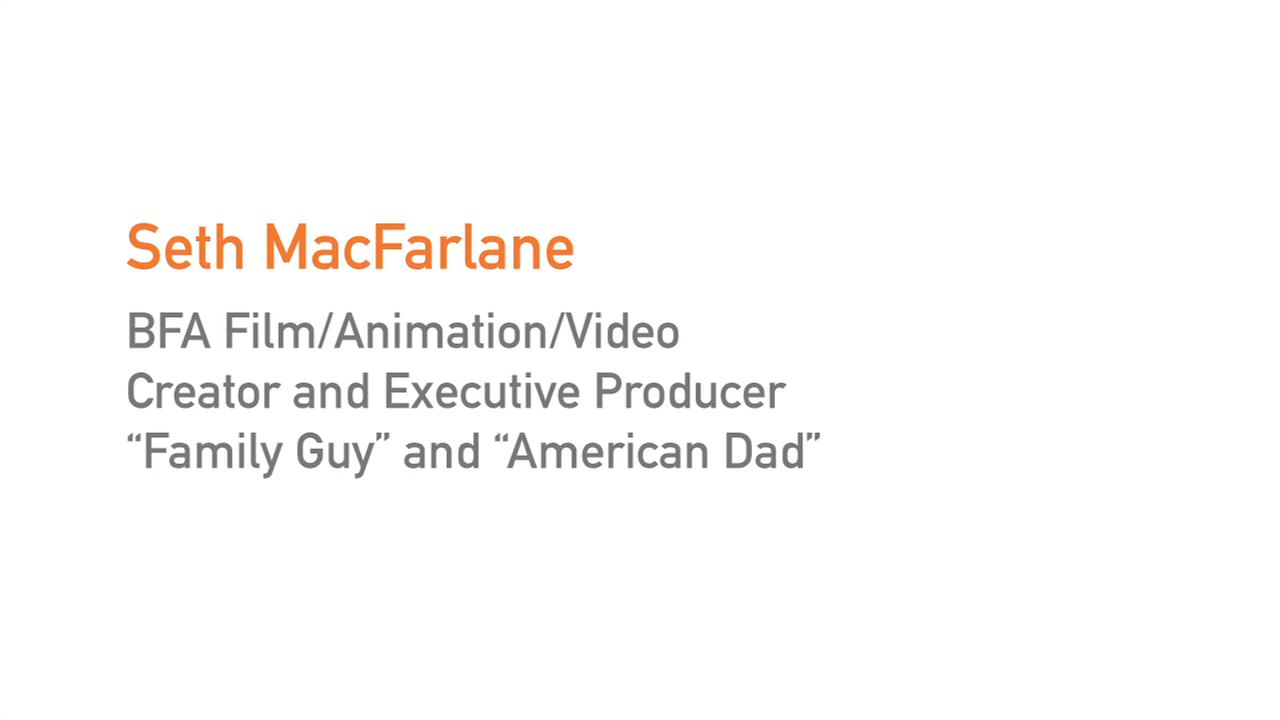 Seth MacFarlane
BFA Film/Animation/Video
Creator and Executive Producer
“Family Guy” and “American Dad”